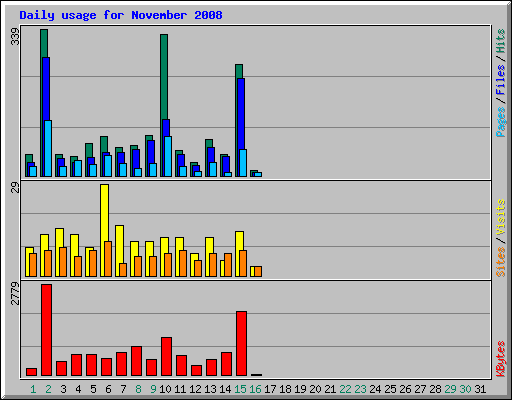 Daily usage for November 2008
339
Pages / Files / Hits
29
Sites / Visits
2779
KBytes
1 2 3 4 5 6 7 8 9 10 11 12 13 14 15 16 17 18 19 20 21 22 23 24 25 26 27 28 29 30 31